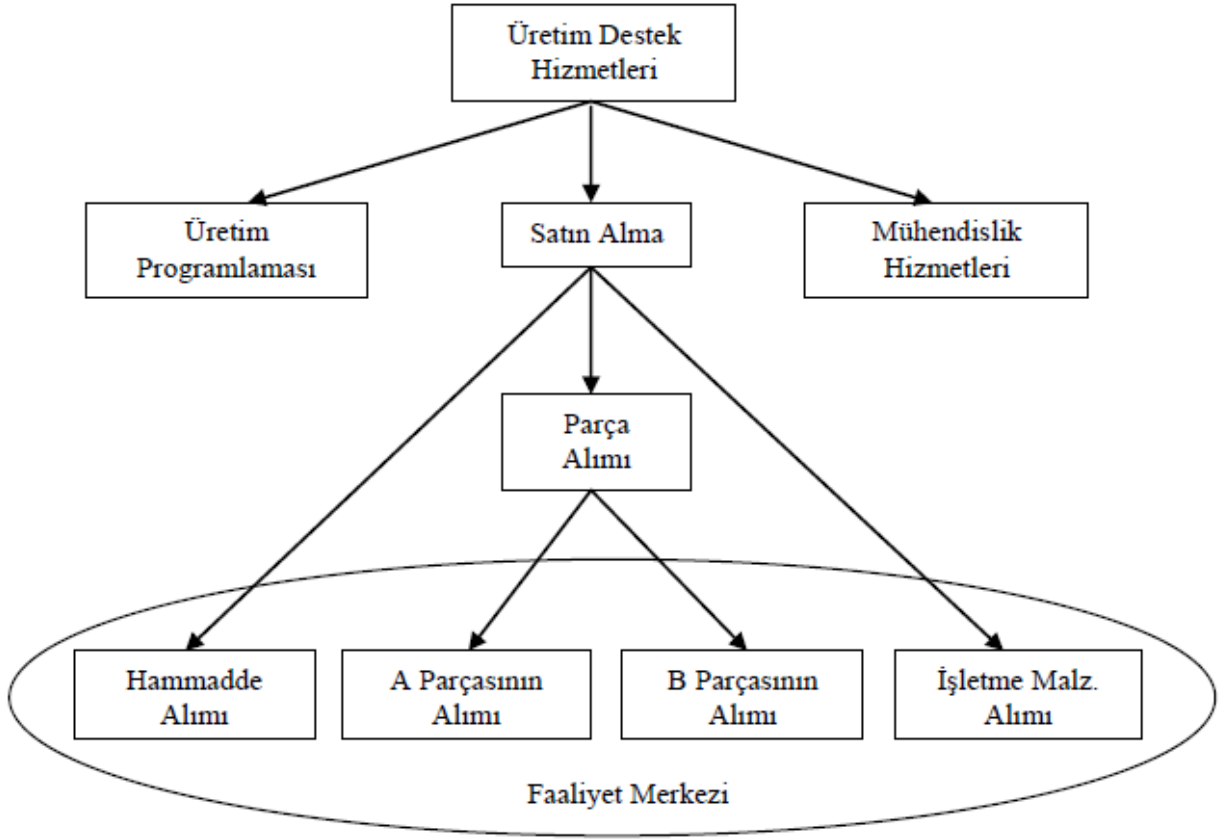 Üretim Destek
Hizmetleri
Üretim
Programlaması
Satın Alma
Mühendislik
Hizmetleri
Parça
Alımı
Hammadde
Alımı
A Parçasının
Alımı
B Parçasının
Alımı
İşletme Malz.
Alımı
Faaliyet Merkezi